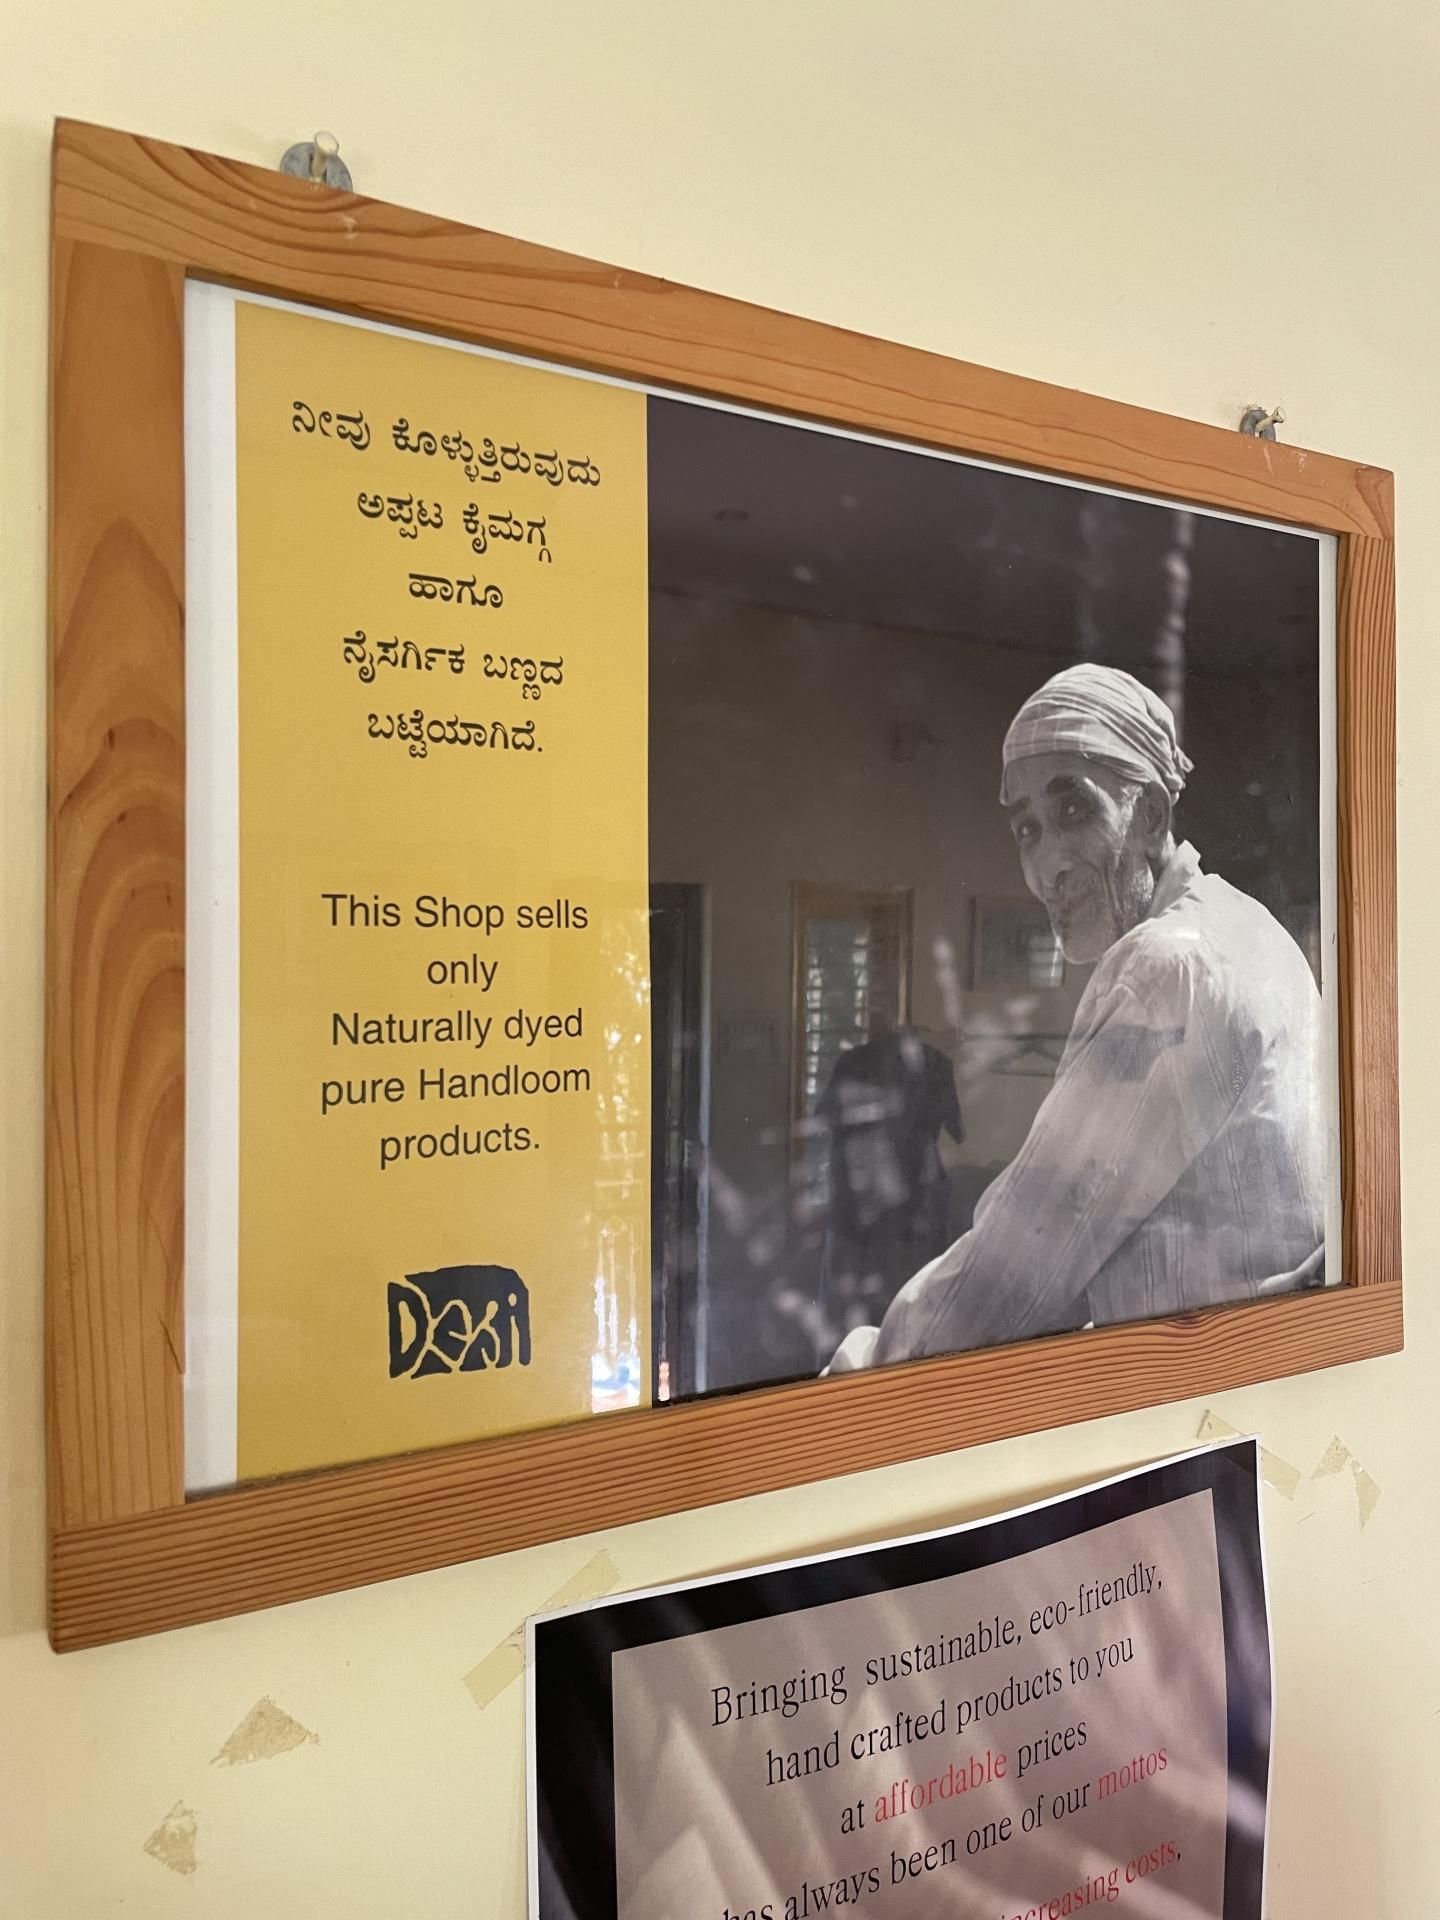 ನೀವು ಕೊಳ್ಳುತ್ತಿರುವುದು
ಅಪ್ಪಟ ಕೈಮಗ್ಗ
ಹಾಗೂ
ನೈಸರ್ಗಿಕ ಬಣ್ಣದ
ಬಟ್ಟೆಯಾಗಿದೆ.
This Shop sells
only
Naturally dyed
pure Handloom
products.
Desi
Bringing sustainable, eco-friendly,
hand crafted products to you
at affordable prices
has always been one of our mottos
increasing costs,